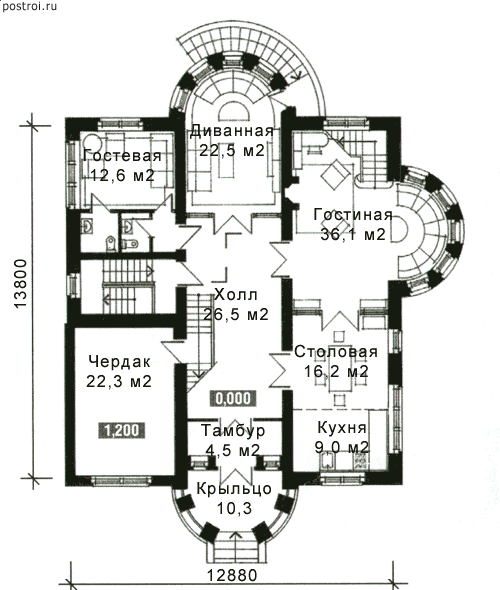 postroi.ru
Диванная
22,5 м2
Гостевая
12,6 м2
Гостиная
36,1 м2
13800
Холл
26,5 м2
Чердак
22,3 м2
Столовая
16,2 м2
0,000
1,200
Тамбур
4,5 м2
Кухня
9,0 м2
Крыльцо
10,3
12880